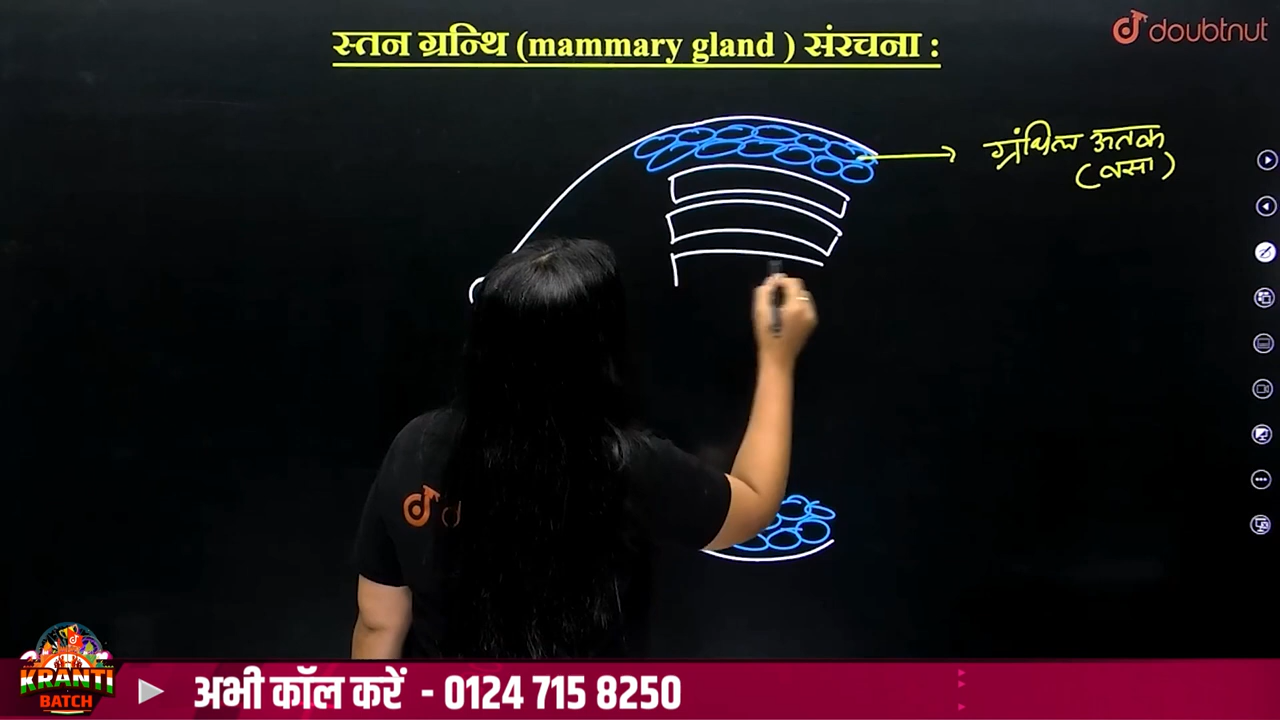 स्तन ग्रन्थि (mammary gland ) संरचना :
doubtnut
ग्रंथिल ऊतक
(वसा)
KRANTI
BATCH
अभी कॉल करें - 0124 715 8250